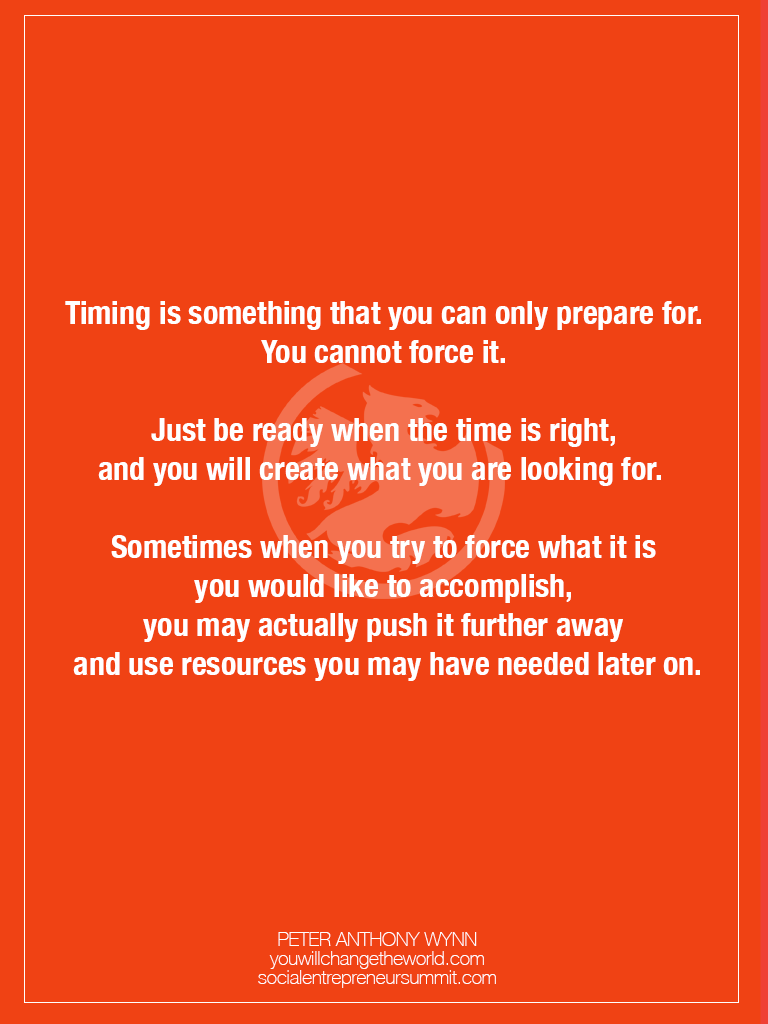 Timing is something that you can only prepare for.
You cannot force it.
Just be ready when the time is right,
and you will create what you are looking for.
Sometimes when you try to force what it is
you would like to accomplish,
you may actually push it further away
and use resources you may have needed later on.
PETER ANTHONY WYNN
youwillchangetheworld.com
socialentrepreneursummit.com